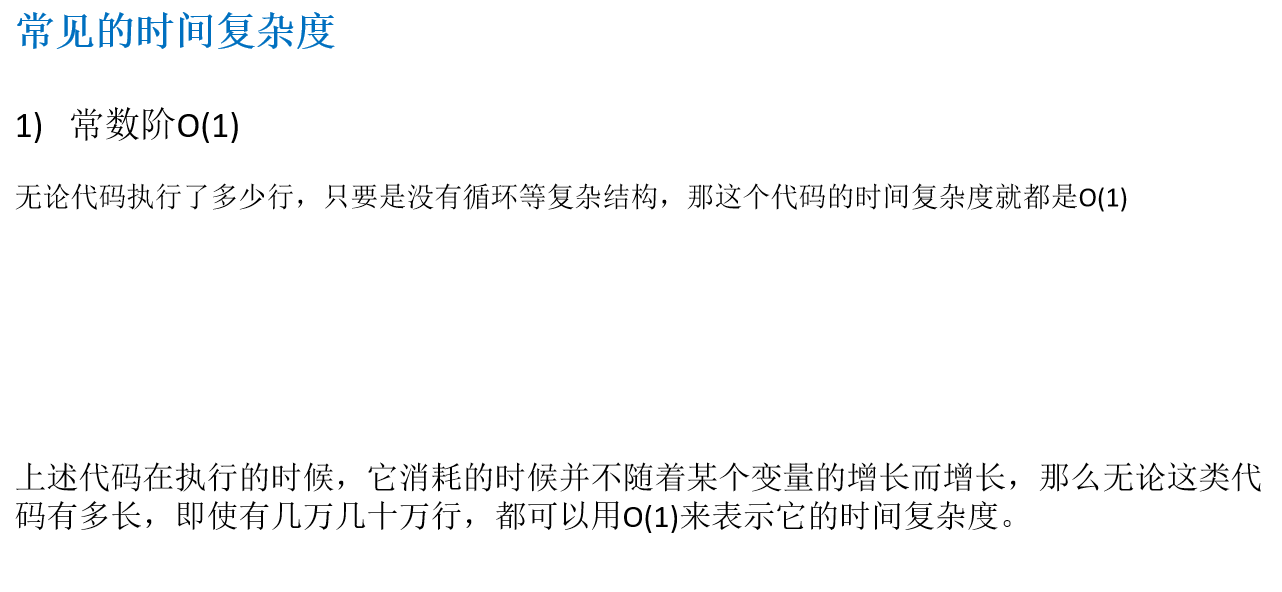 常见的时间复杂度
1) 常数阶O(1)
无论代码执行了多少行，只要是没有循环等复杂结构，那这个代码的时间复杂度就都是O(1)
上述代码在执行的时候，它消耗的时候并不随着某个变量的增长而增长，那么无论这类代
码有多长，即使有几万几十万行，都可以用O(1)来表示它的时间复杂度。